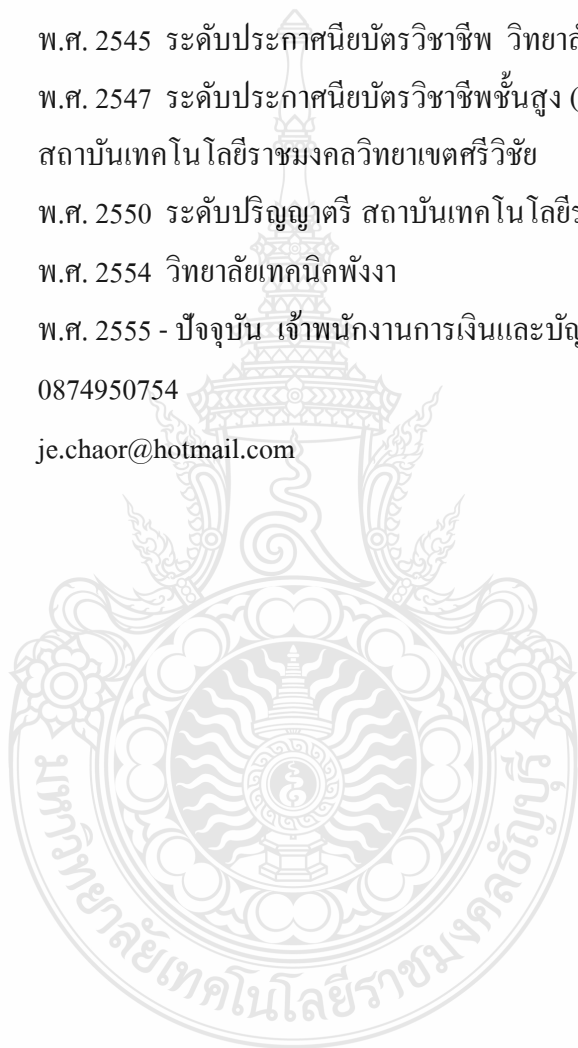 พ.ศ. 2545 ระดับประกาศนียบัตรวิชาชีพ
พ.ศ. 2547 ระดับประกาศนียบัตรวิชาชีพชั้นสูง (
สถาบันเทคโนโลยีราชมงคลวิทยาเขตศรีวิชัย
พ.ศ. 2550 ระดับปริญญาตรี สถาบันเทคโนโลยี
พ.ศ. 2554 วิทยาลัยเทคนิคพังงา
พ.ศ. 2555 - ปัจจุบัน เจ้าพนักงานการเงินและ
0874950754
je.chaor@hotmail.com
มหาวิทยาลัยเทคโนโลยีราชมงคลธัญบุรี